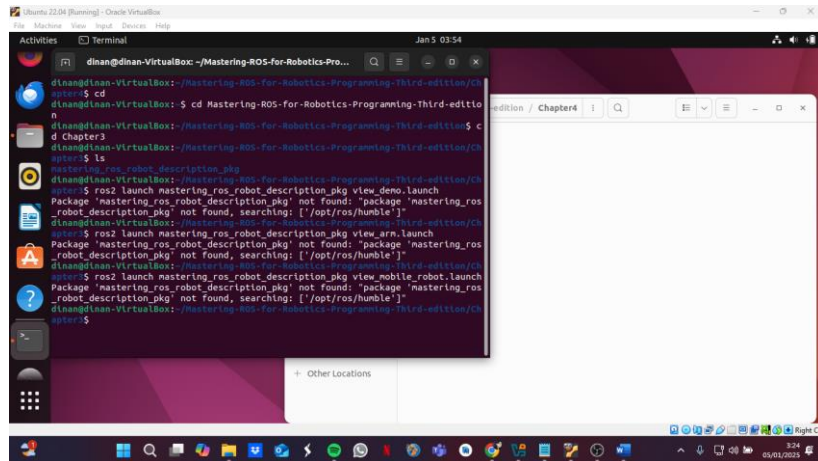 Ubuntu 22.04 [Running] - Oracle VirtualBox
File Machine View Input Devices Help
Activities Terminal Jan 5 03:54
dinan@dinan-VirtualBox: ~/Mastering-ROS-for-Robotics-Pro...
dinan@dinan-VirtualBox:~/Mastering-ROS-for-Robotics-Programming-Third-edition/Ch
apter4$ cd
dinan@dinan-VirtualBox:~$ cd Mastering-ROS-for-Robotics-Programming-Third-editio
n
dinan@dinan-VirtualBox:~/Mastering-ROS-for-Robotics-Programming-Third-edition$ c
d Chapter3
dinan@dinan-VirtualBox:~/Mastering-ROS-for-Robotics-Programming-Third-edition/Ch
apter3$ ls
mastering_ros_robot_description_pkg
dinan@dinan-VirtualBox:~/Mastering-ROS-for-Robotics-Programming-Third-edition/Ch
apter3$ ros2 launch mastering_ros_robot_description_pkg view_demo.launch
Package 'mastering_ros_robot_description_pkg' not found: "package 'mastering_ros
_robot_description_pkg' not found, searching: ['/opt/ros/humble']"
dinan@dinan-VirtualBox:~/Mastering-ROS-for-Robotics-Programming-Third-edition/Ch
apter3$ ros2 launch mastering_ros_robot_description_pkg view_arm.launch
Package 'mastering_ros_robot_description_pkg' not found: "package 'mastering_ros
_robot_description_pkg' not found, searching: ['/opt/ros/humble']"
dinan@dinan-VirtualBox:~/Mastering-ROS-for-Robotics-Programming-Third-edition/Ch
apter3$ ros2 launch mastering_ros_robot_description_pkg view_mobile_robot.launch
Package 'mastering_ros_robot_description_pkg' not found: "package 'mastering_ros
_robot_description_pkg' not found, searching: ['/opt/ros/humble']"
dinan@dinan-VirtualBox:~/Mastering-ROS-for-Robotics-Programming-Third-edition/Ch
apter3$
-edition / Chapter4
+ Other Locations
Right C
3:24
05/01/2025